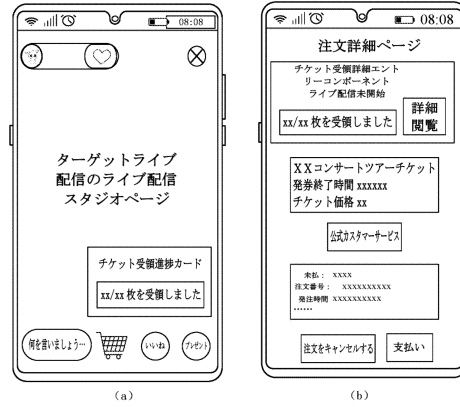 08:08
ターゲットライブ
配信のライブ配信
スタジオページ
チケット受領進捗カード
xx/xx 枚を受領しました
何を言いましょう…
いいね
プレゼント
(a)
08:08
注文詳細ページ
チケット受領詳細エント
リーコンポーネント
ライブ配信未開始
xx/xx 枚を受領しました
詳細
閲覧
XXコンサートツアーチケット
発券終了時間 xxxxxx
チケット価格 xx
公式カスタマーサービス
未払: xxxx
注文番号: xxxxxxxxxx
発注時間 xxxxxxxxxx
……
注文をキャンセルする
支払い
(b)